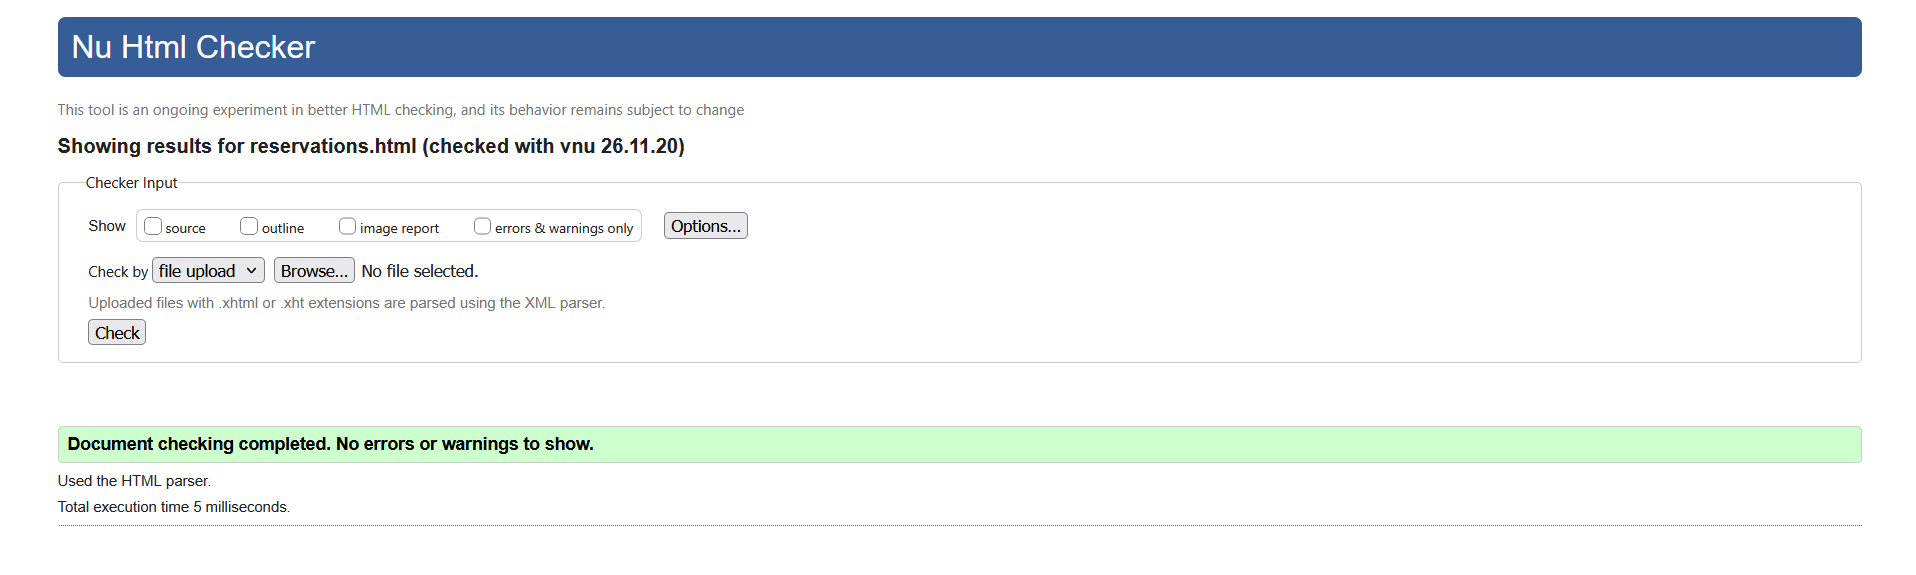 Nu Html Checker
This tool is an ongoing experiment in better HTML checking, and its behavior remains subject to change
Showing results for reservations.html (checked with vnu 26.11.20)
Checker Input
Show source outline image report errors & warnings only Options...
Check by file upload Browse... No file selected.
Uploaded files with .xhtml or .xht extensions are parsed using the XML parser.
Check
Document checking completed. No errors or warnings to show.
Used the HTML parser.
Total execution time 5 milliseconds.